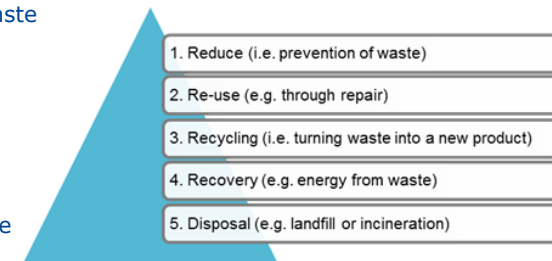 aste
1. Reduce (i.e. prevention of waste)
2. Re-use (e.g. through repair)
3. Recycling (i.e. turning waste into a new product)
4. Recovery (e.g. energy from waste)
5. Disposal (e.g. landfill or incineration)
e